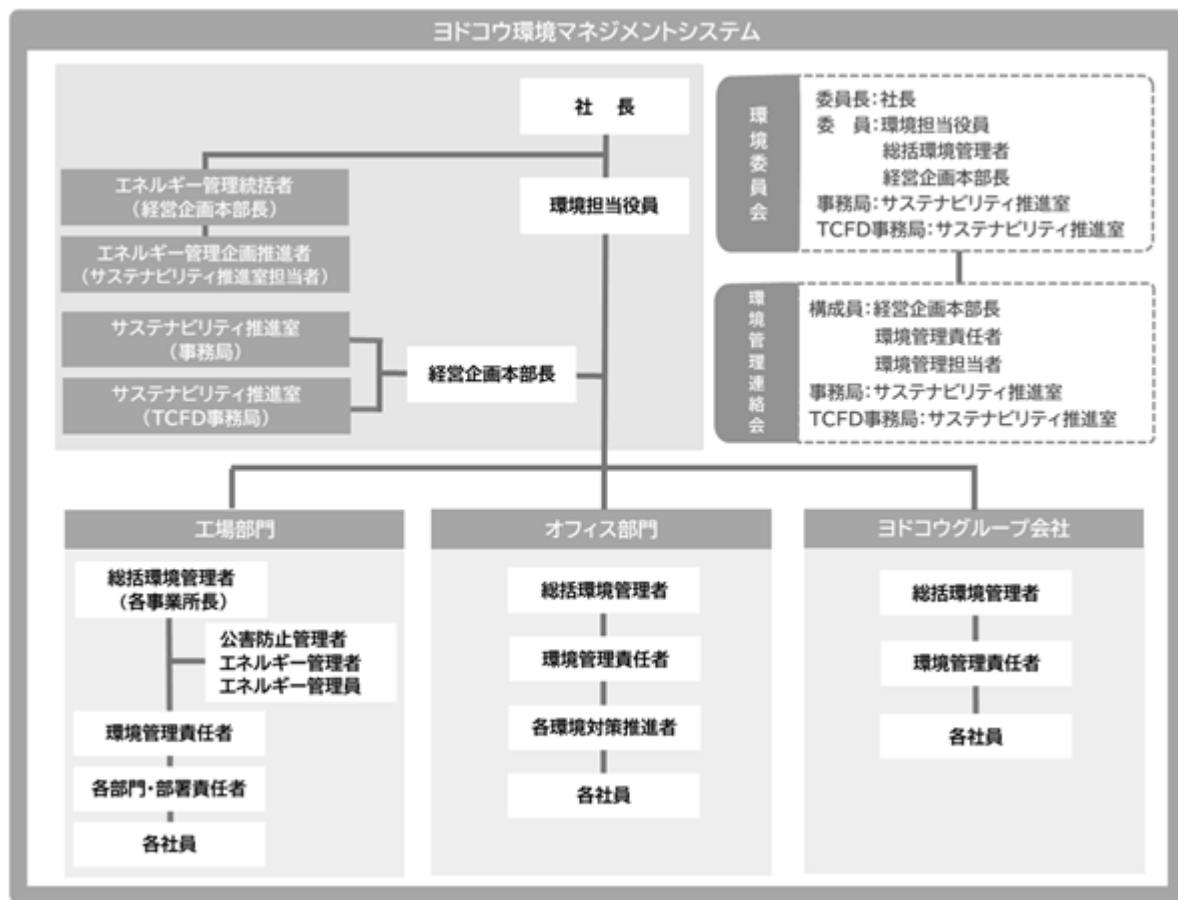 ヨドコウ環境マネジメントシステム
社　長
エネルギー管理統括者
（経営企画本部長）
環境担当役員
エネルギー管理企画推進者
（サステナビリティ推進室担当者）
サステナビリティ推進室
（事務局）
経営企画本部長
サステナビリティ推進室
（TCFD事務局）
環境委員会
委員長：社長
委　員：環境担当役員
総括環境管理者
経営企画本部長
事務局：サステナビリティ推進室
TCFD事務局：サステナビリティ推進室
環境管理連絡会
構成員：経営企画本部長
環境管理責任者
環境管理担当者
事務局：サステナビリティ推進室
TCFD事務局：サステナビリティ推進室
工場部門
総括環境管理者
（各事業所長）
公害防止管理者
エネルギー管理者
エネルギー管理員
環境管理責任者
各部門・部署責任者
各社員
オフィス部門
総括環境管理者
環境管理責任者
各環境対策推進者
各社員
ヨドコウグループ会社
総括環境管理者
環境管理責任者
各社員